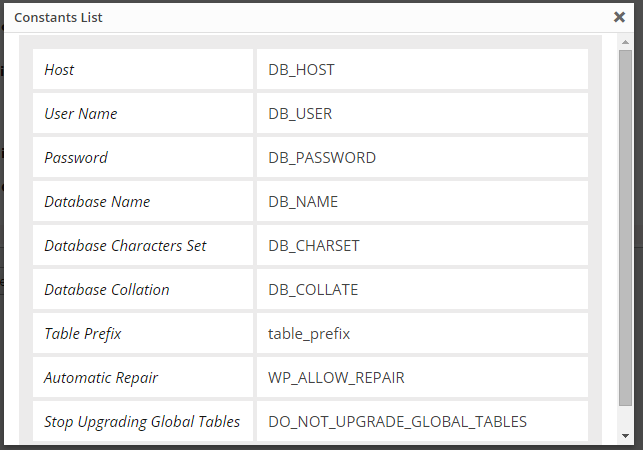 Constants List
Host DB_HOST
User Name DB_USER
Password DB_PASSWORD
Database Name DB_NAME
Database Characters Set DB_CHARSET
Database Collation DB_COLLATE
Table Prefix table_prefix
Automatic Repair WP_ALLOW_REPAIR
Stop Upgrading Global Tables DO_NOT_UPGRADE_GLOBAL_TABLES